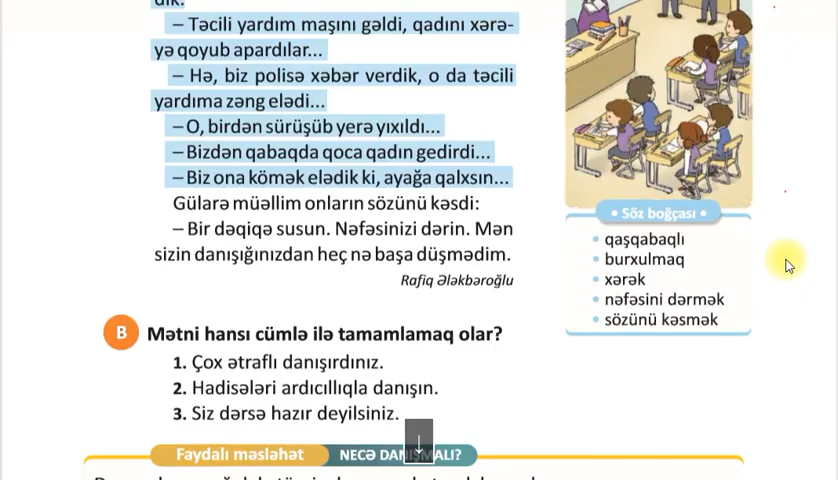 dik.
– Təcili yardım maşını gəldi, qadını xərə-
yə qoyub apardılar...
– Hə, biz polisə xəbər verdik, o da təcili
yardıma zəng elədi...
– O, birdən sürüşüb yerə yıxıldı...
– Bizdən qabaqda qoca qadın gedirdi...
– Biz ona kömək elədik ki, ayağa qalxsın...
Gülarə müəllim onların sözünü kəsdi:
– Bir dəqiqə susun. Nəfəsinizi dərin. Mən
sizin danışığınızdan heç nə başa düşmədim.
Rafiq Ələkbəroğlu
• Söz boğçası •
• qaşqabaqlı
• burxulmaq
• xərək
• nəfəsini dərmək
• sözünü kəsmək
B Mətni hansı cümlə ilə tamamlamaq olar?
1. Çox ətraflı danışırdınız.
2. Hadisələri ardıcıllıqla danışın.
3. Siz dərsə hazır deyilsiniz.
Faydalı məsləhət NECƏ DANIŞMALI?